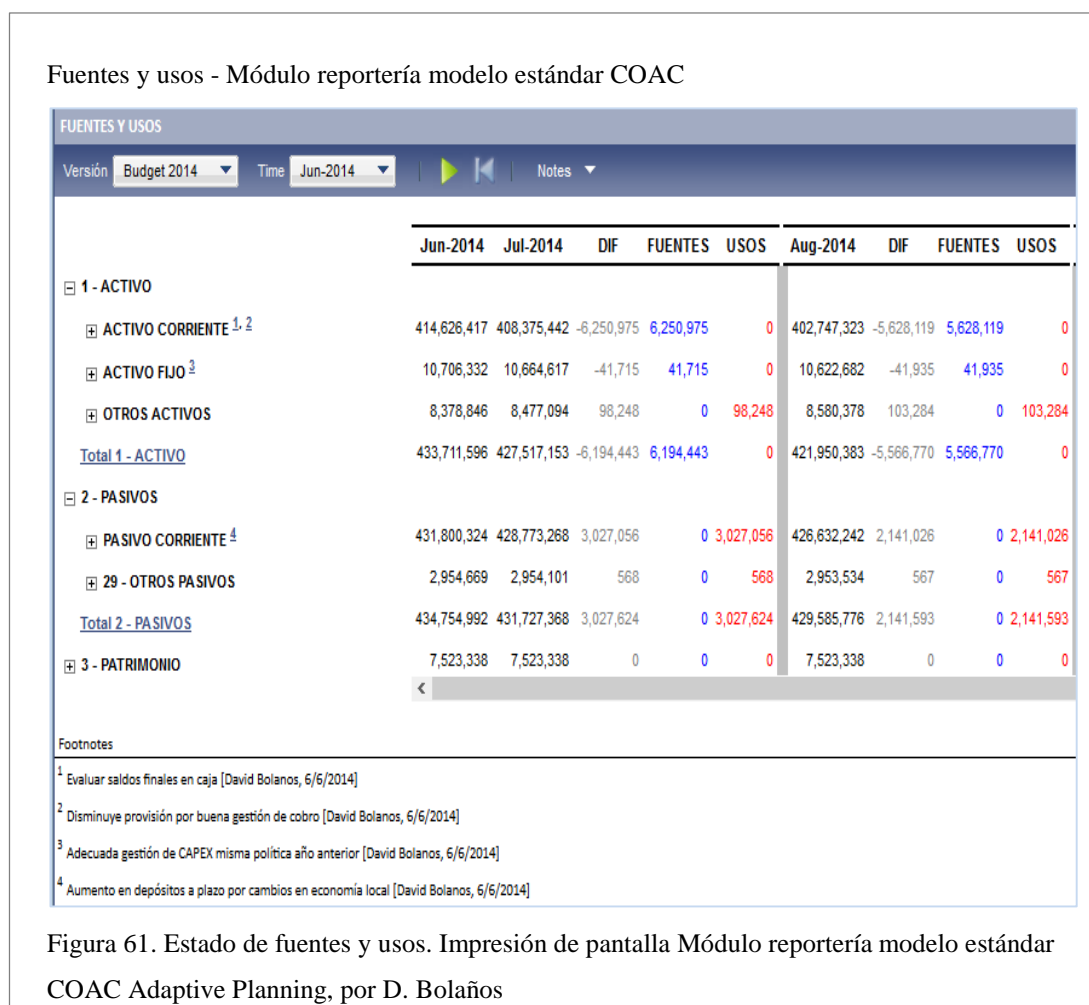 Fuentes y usos - Módulo reportería modelo estándar COAC
FUENTES Y USOS
Versión Budget 2014 Time Jun-2014 Notes
Jun-2014 Jul-2014 DIF FUENTES USOS Aug-2014 DIF FUENTES USOS
1 - ACTIVO
ACTIVO CORRIENTE 1, 2 414,626,417 408,375,442 -6,250,975 6,250,975 0 402,747,323 -5,628,119 5,628,119 0
ACTIVO FIJO 3 10,706,332 10,664,617 -41,715 41,715 0 10,622,682 -41,935 41,935 0
OTROS ACTIVOS 8,378,846 8,477,094 98,248 0 98,248 8,580,378 103,284 0 103,284
Total 1 - ACTIVO 433,711,596 427,517,153 -6,194,443 6,194,443 0 421,950,383 -5,566,770 5,566,770 0
2 - PASIVOS
PASIVO CORRIENTE 4 431,800,324 428,773,268 3,027,056 0 3,027,056 426,632,242 2,141,026 0 2,141,026
29 - OTROS PASIVOS 2,954,669 2,954,101 568 0 568 2,953,534 567 0 567
Total 2 - PASIVOS 434,754,992 431,727,368 3,027,624 0 3,027,624 429,585,776 2,141,593 0 2,141,593
3 - PATRIMONIO 7,523,338 7,523,338 0 0 0 7,523,338 0 0 0
Footnotes
1 Evaluar saldos finales en caja [David Bolanos, 6/6/2014]
2 Disminuye provisión por buena gestión de cobro [David Bolanos, 6/6/2014]
3 Adecuada gestión de CAPEX misma política año anterior [David Bolanos, 6/6/2014]
4 Aumento en depósitos a plazo por cambios en economía local [David Bolanos, 6/6/2014]
Figura 61. Estado de fuentes y usos. Impresión de pantalla Módulo reportería modelo estándar
COAC Adaptive Planning, por D. Bolaños